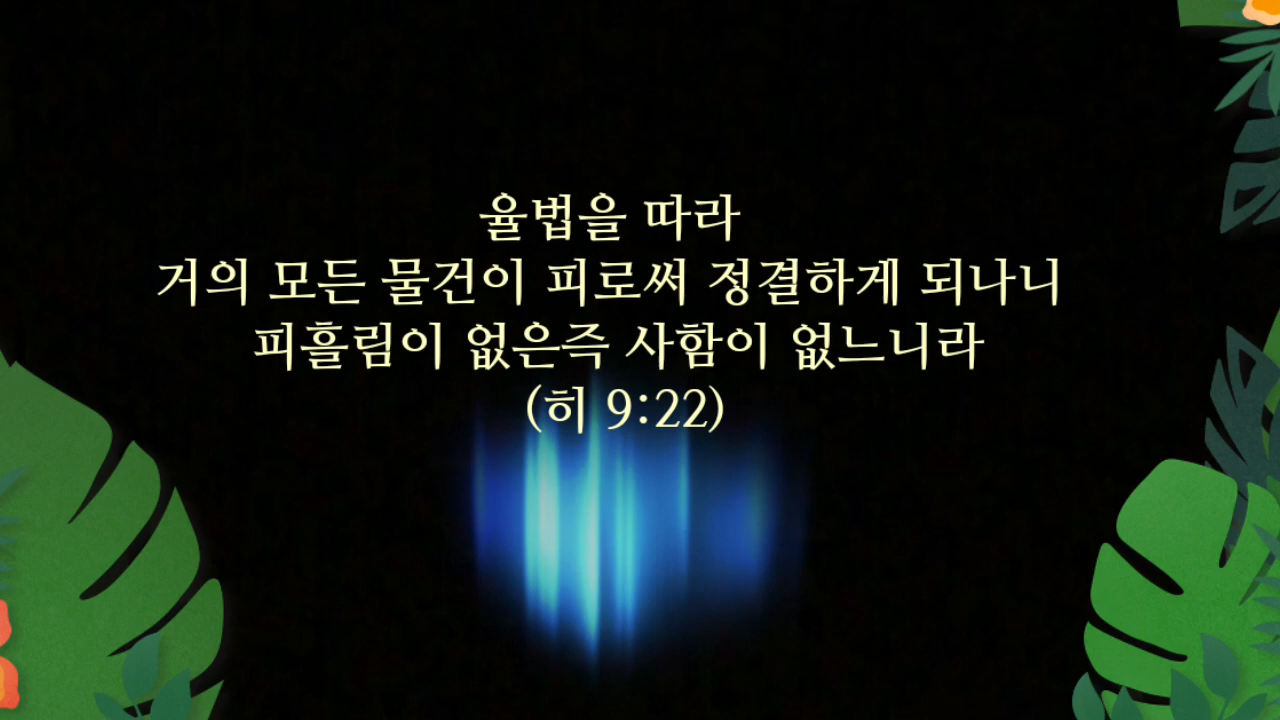 율법을 따라
거의 모든 물건이 피로써 정결하게 되나니
피흘림이 없은즉 사함이 없느니라
(히 9:22)